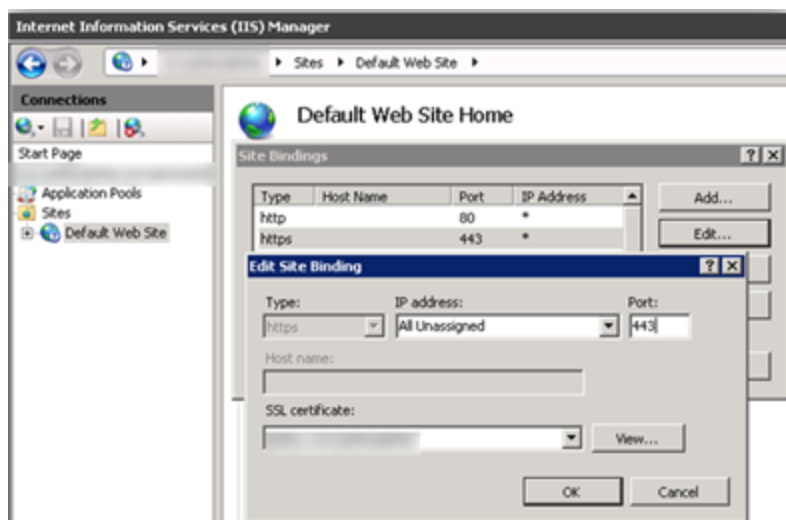 Internet Information Services (IIS) Manager
Sites Default Web Site
Connections
Default Web Site Home
Start Page
Site Bindings
Application Pools
Type Host Name Port IP Address
Add...
Sites
http 80 *
Default Web Site
https 443 *
Edit...
Edit Site Binding
Type: IP address: Port:
https All Unassigned 443
Host name:
SSL certificate:
View...
OK Cancel